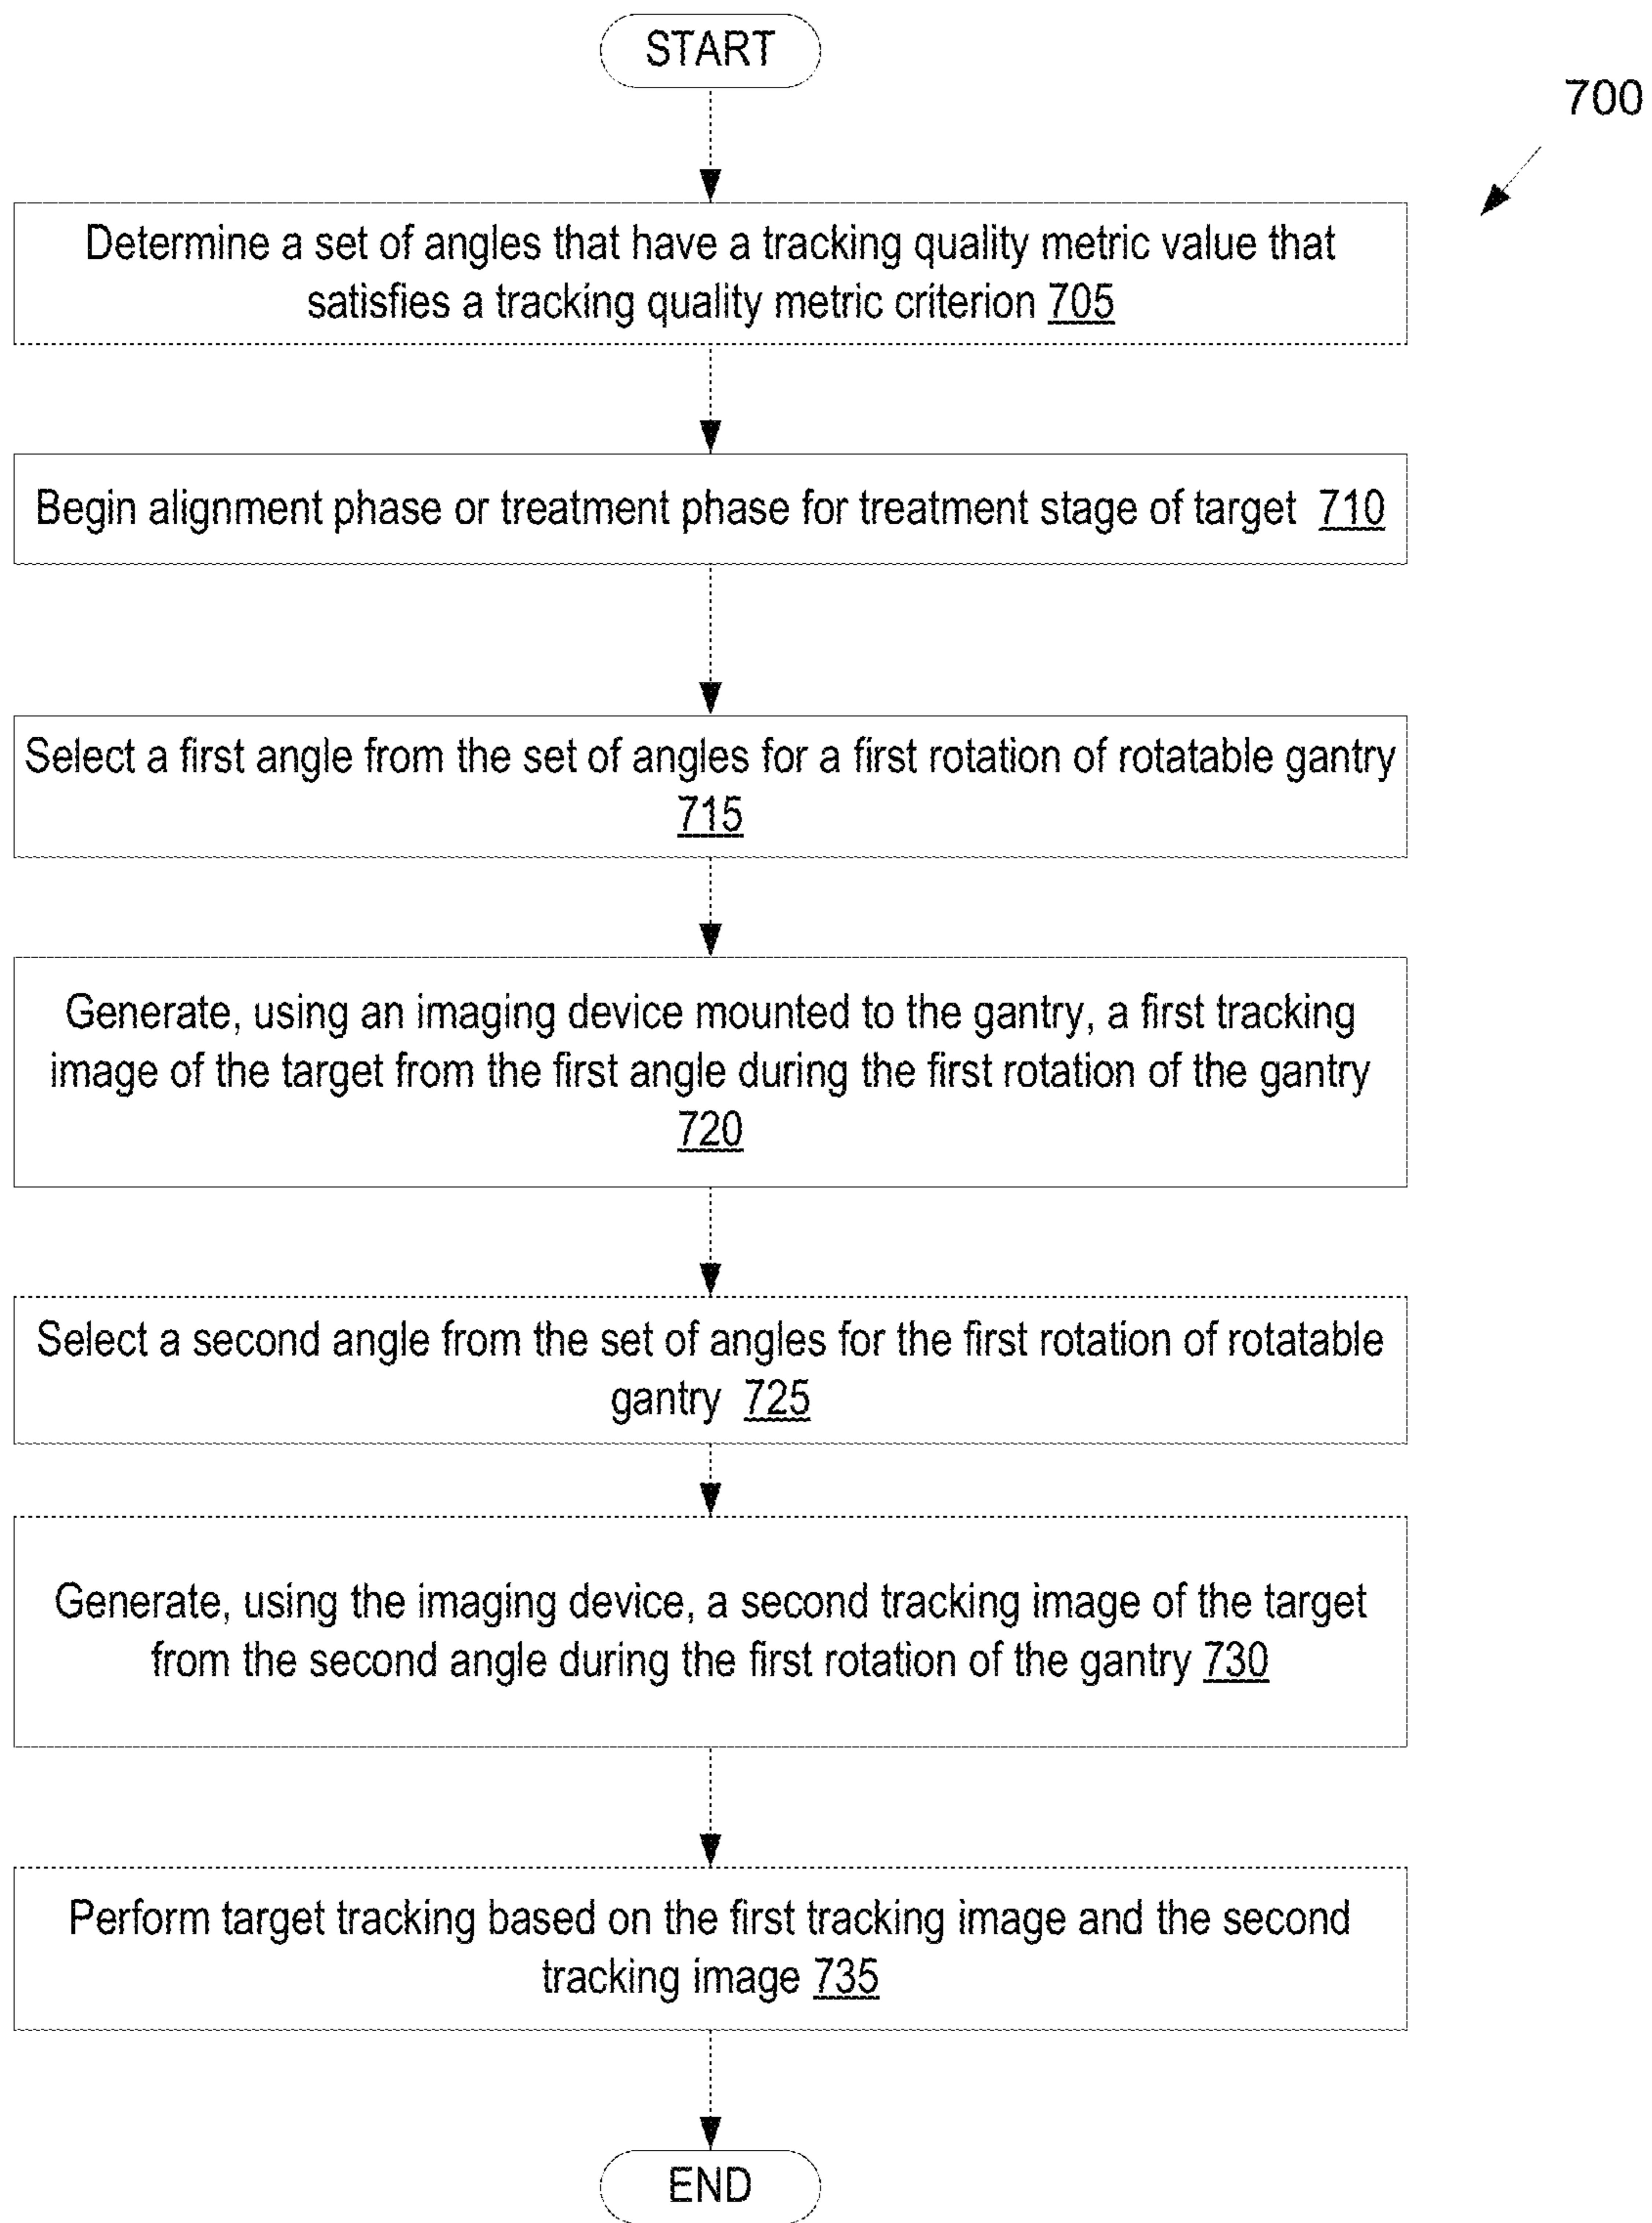 START
700
Determine a set of angles that have a tracking quality metric value that
satisfies a tracking quality metric criterion 705
Begin alignment phase or treatment phase for treatment stage of target 710
Select a first angle from the set of angles for a first rotation of rotatable gantry
715
Generate, using an imaging device mounted to the gantry, a first tracking
image of the target from the first angle during the first rotation of the gantry
720
Select a second angle from the set of angles for the first rotation of rotatable
gantry 725
Generate, using the imaging device, a second tracking image of the target
from the second angle during the first rotation of the gantry 730
Perform target tracking based on the first tracking image and the second
tracking image 735
END